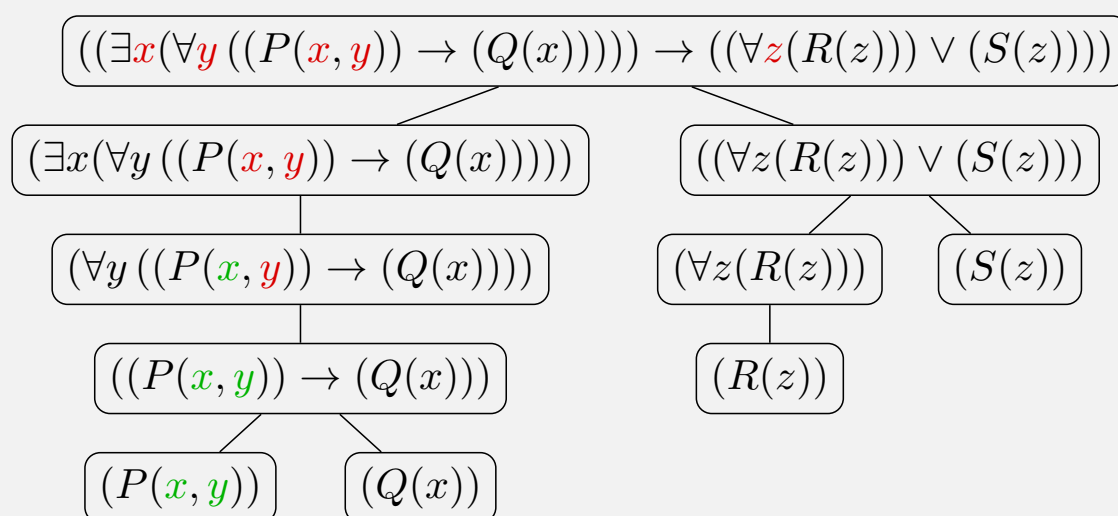 ((∃x(∀y ((P(x, y)) → (Q(x))))) → ((∀z(R(z))) ∨ (S(z))))
(∃x(∀y ((P(x, y)) → (Q(x))))) ((∀z(R(z))) ∨ (S(z)))
(∀y ((P(x, y)) → (Q(x)))) (∀z(R(z))) (S(z))
((P(x, y)) → (Q(x))) (R(z))
(P(x, y)) (Q(x))